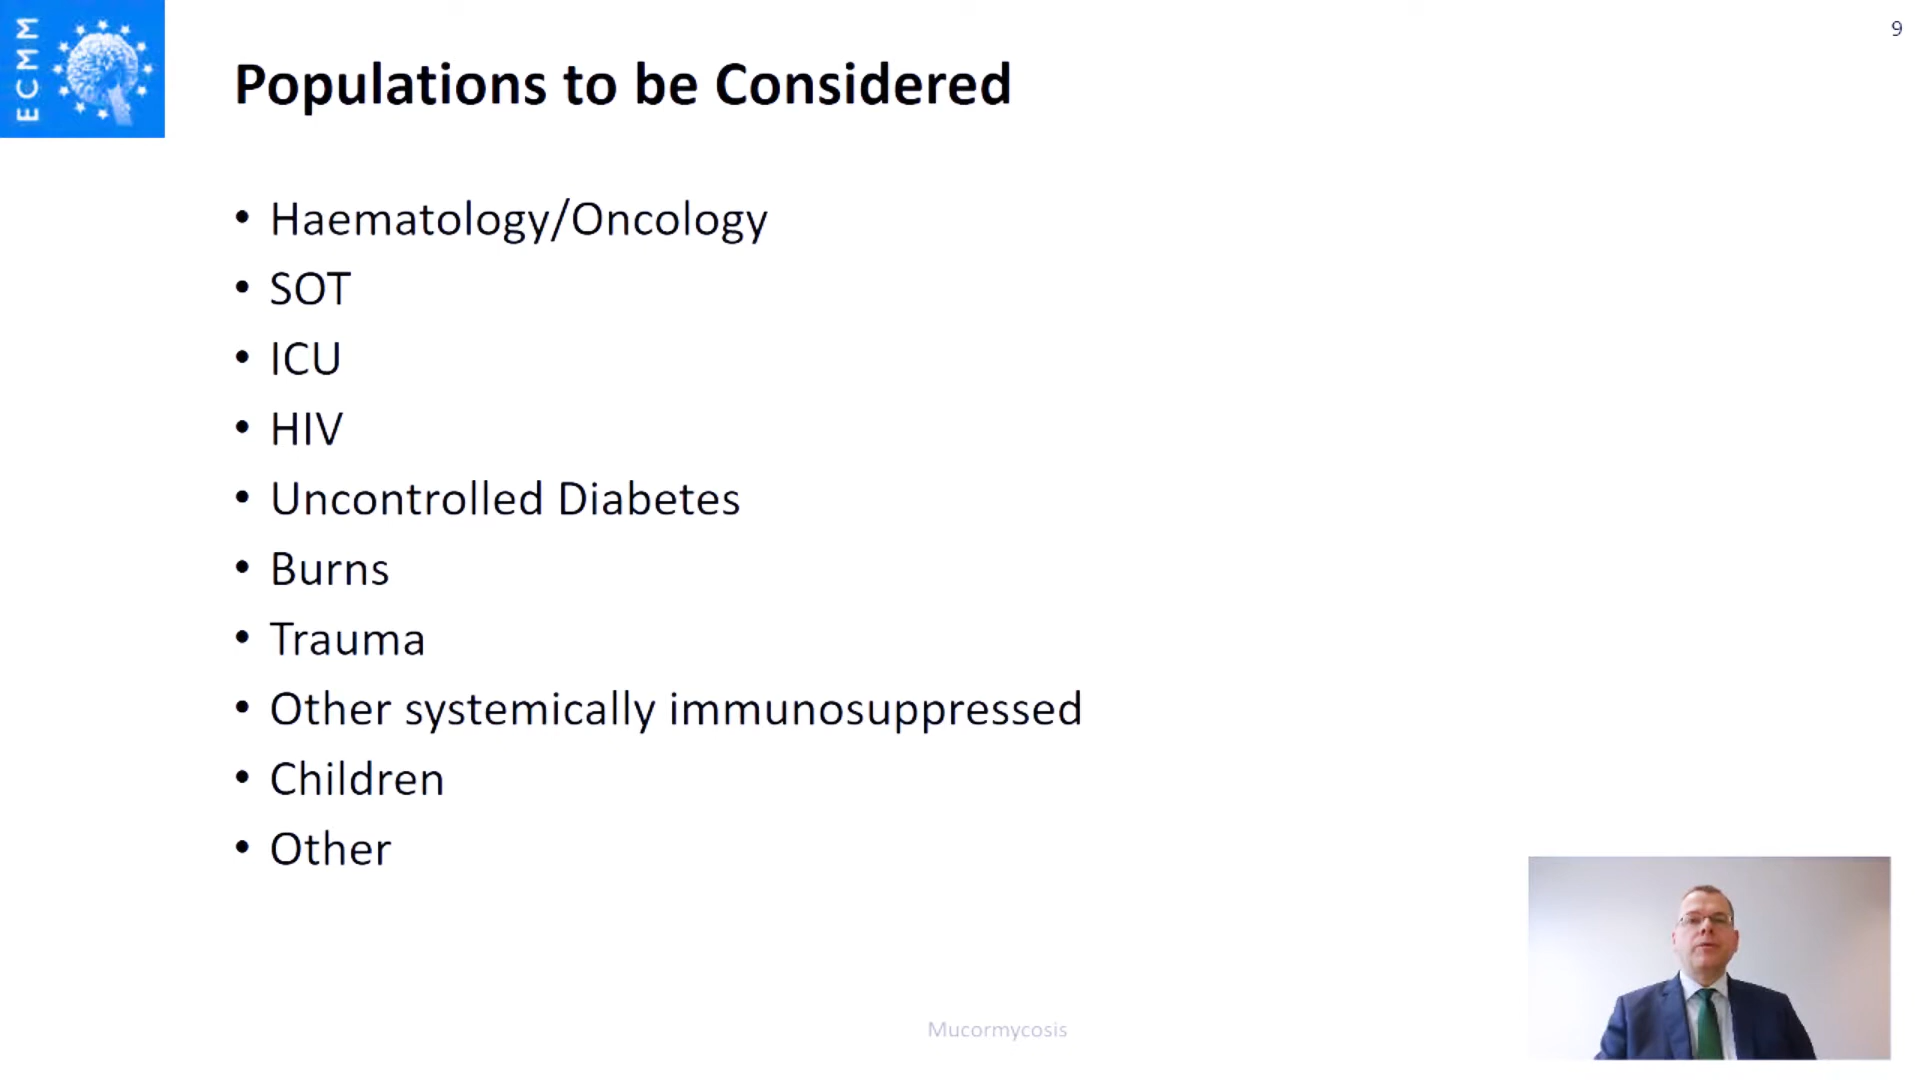 ECMM
9
Populations to be Considered
• Haematology/Oncology
• SOT
• ICU
• HIV
• Uncontrolled Diabetes
• Burns
• Trauma
• Other systemically immunosuppressed
• Children
• Other
Mucormycosis